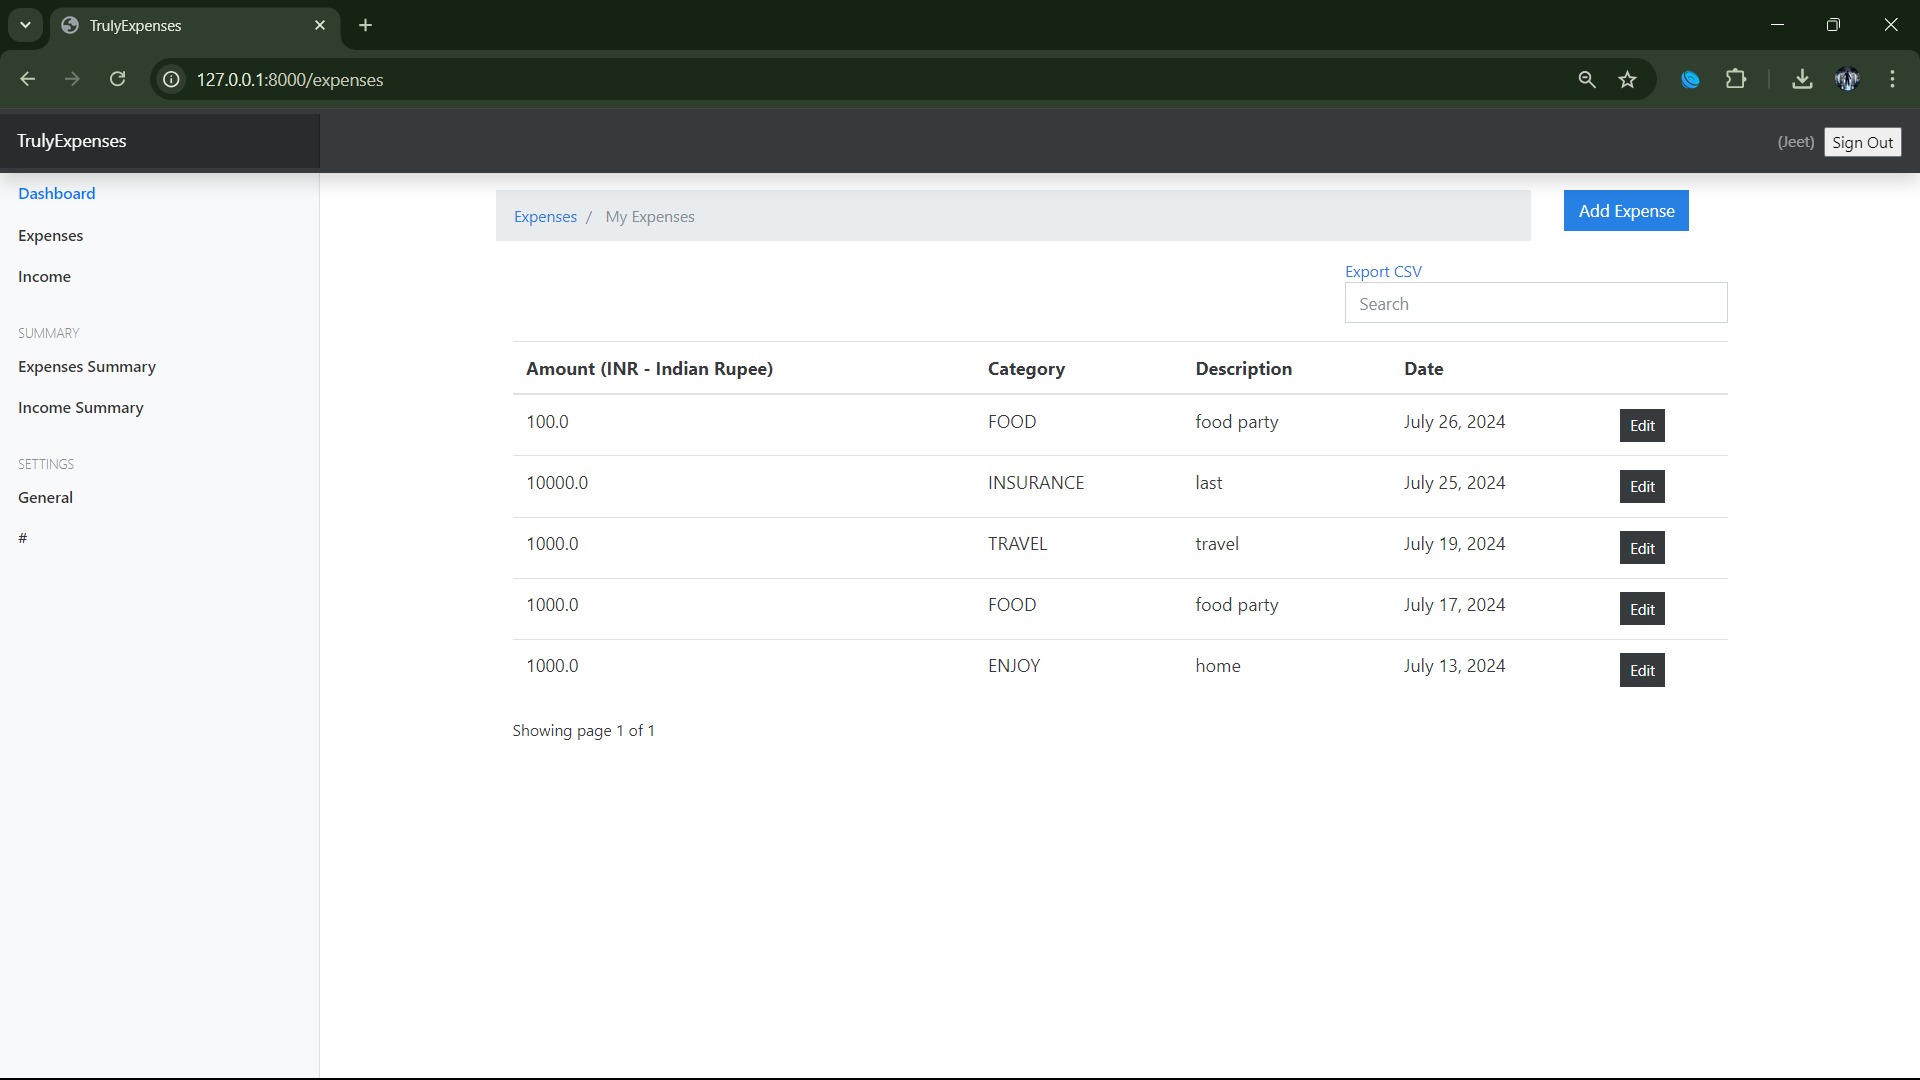 TrulyExpenses
127.0.0.1:8000/expenses
TrulyExpenses
(Jeet) Sign Out
Dashboard
Expenses
Income
SUMMARY
Expenses Summary
Income Summary
SETTINGS
General
#
Expenses / My Expenses
Add Expense
Export CSV
Search
Amount (INR - Indian Rupee) Category Description Date
100.0 FOOD food party July 26, 2024 Edit
10000.0 INSURANCE last July 25, 2024 Edit
1000.0 TRAVEL travel July 19, 2024 Edit
1000.0 FOOD food party July 17, 2024 Edit
1000.0 ENJOY home July 13, 2024 Edit
Showing page 1 of 1